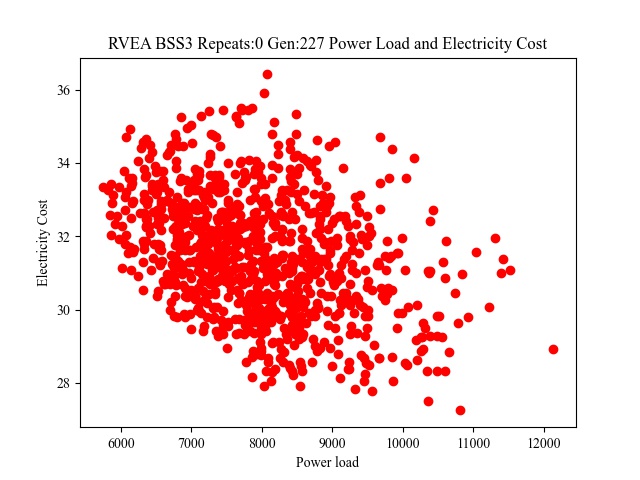 RVEA BSS3 Repeats:0 Gen:227 Power Load and Electricity Cost
36
34
32
30
28
Electricity Cost
6000 7000 8000 9000 10000 11000 12000
Power load